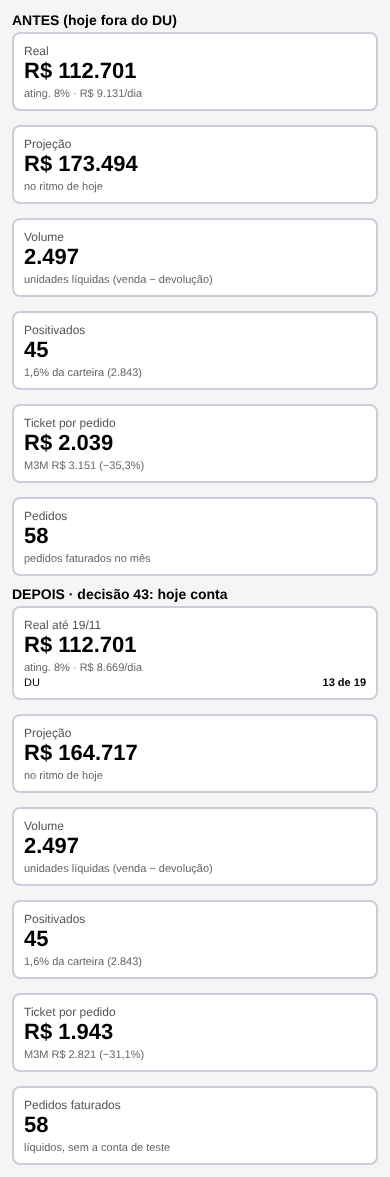 ANTES (hoje fora do DU)
Real
R$ 112.701
ating. 8% · R$ 9.131/dia
Projeção
R$ 173.494
no ritmo de hoje
Volume
2.497
unidades líquidas (venda − devolução)
Positivados
45
1,6% da carteira (2.843)
Ticket por pedido
R$ 2.039
M3M R$ 3.151 (−35,3%)
Pedidos
58
pedidos faturados no mês
DEPOIS · decisão 43: hoje conta
Real até 19/11
R$ 112.701
ating. 8% · R$ 8.669/dia
DU 13 de 19
Projeção
R$ 164.717
no ritmo de hoje
Volume
2.497
unidades líquidas (venda − devolução)
Positivados
45
1,6% da carteira (2.843)
Ticket por pedido
R$ 1.943
M3M R$ 2.821 (−31,1%)
Pedidos faturados
58
líquidos, sem a conta de teste